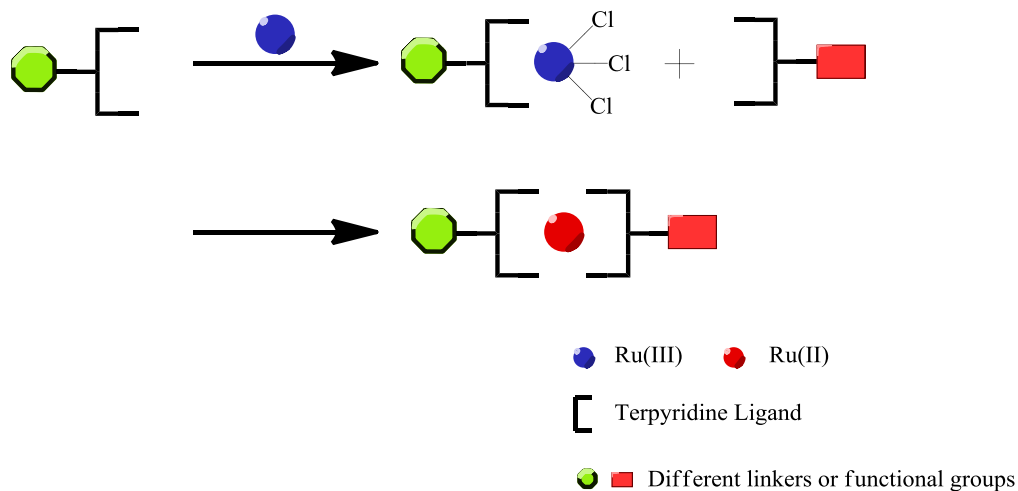 Cl
Cl
Cl
Ru(III)
Ru(II)
Terpyridine Ligand
Different linkers or functional groups